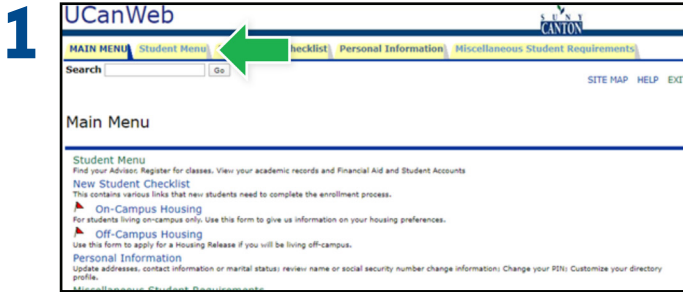 1
UCanWeb
SUNY
CANTON
MAIN MENU Student Menu hecklist Personal Information Miscellaneous Student Requirements
Search Go
SITE MAP HELP EXIT
Main Menu
Student Menu
Find your Advisor, Register for classes, View your academic records and Financial Aid and Student Accounts
New Student Checklist
This contains various links that new students need to complete the enrollment process.
On-Campus Housing
For students living on-campus only. Use this form to give us information on your housing preferences.
Off-Campus Housing
Use this form to apply for a Housing Release if you will be living off-campus.
Personal Information
Update addresses, contact information or marital status; review name or social security number change information; Change your PIN; Customize your directory
profile.
Miscellaneous Student Requirements